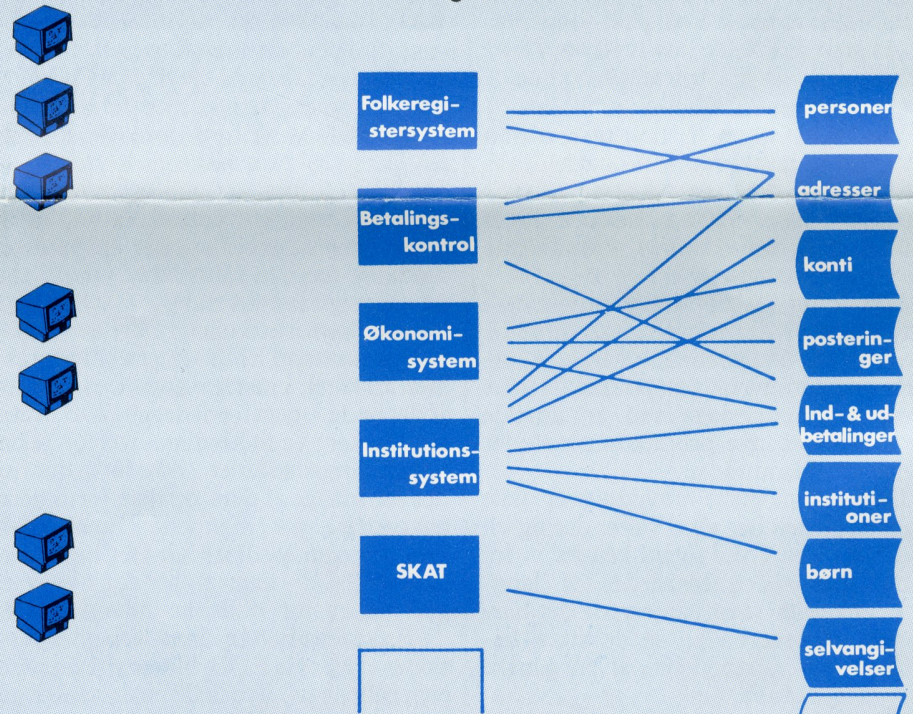 Folkeregi-
stersystem
Betalings-
kontrol
Økonomi-
system
Institutions-
system
SKAT
personer
adresser
konti
posterin-
ger
Ind- & ud-
betalinger
instituti-
oner
børn
selvangi-
velser